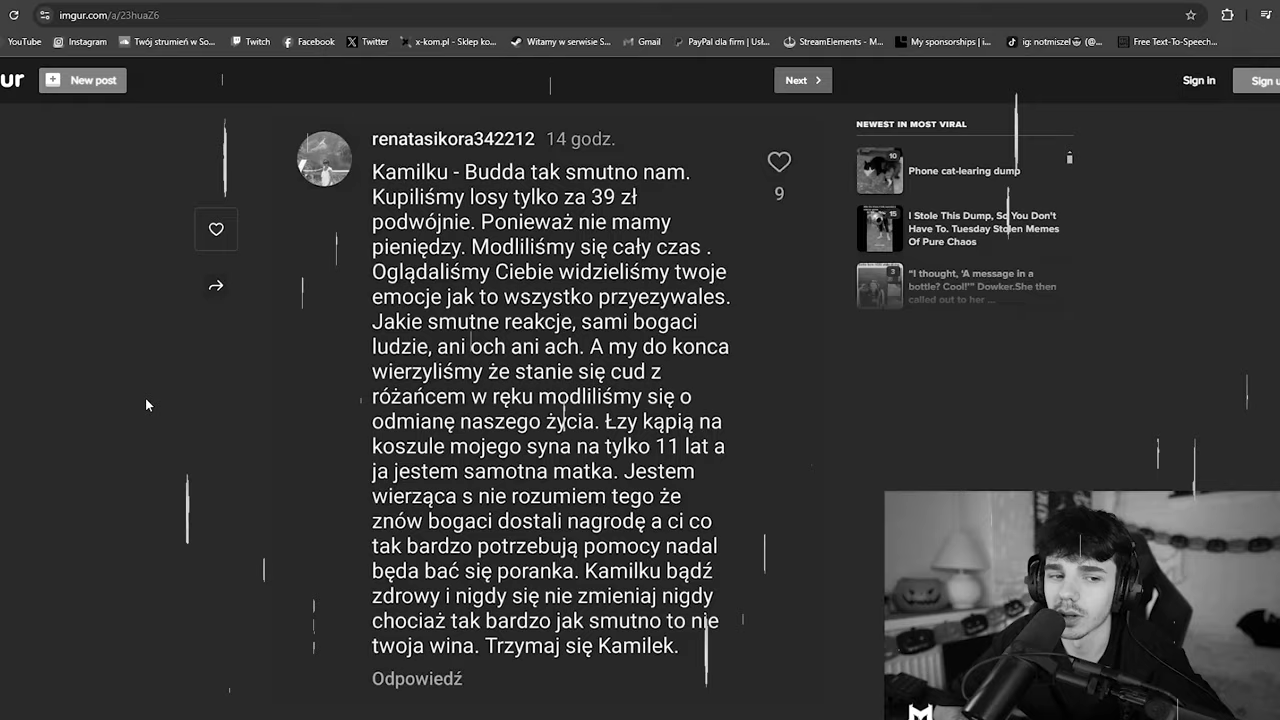 imgur.com/a/23huaZ6
YouTube Instagram Twój strumień w So... Twitch Facebook Twitter x-kom.pl - Sklep ko... Witamy w serwisie S... Gmail PayPal dla firm | Usł... StreamElements - M... My sponsorships | i... ig: notmiszel (@... Free Text-To-Speech...
ur New post Next Sign in Sign u
renatasikora342212 14 godz.
Kamilku - Budda tak smutno nam.
Kupiliśmy losy tylko za 39 zł
podwójnie. Ponieważ nie mamy
pieniędzy. Modliliśmy się cały czas .
Oglądaliśmy Ciebie widzieliśmy twoje
emocje jak to wszystko przyezywales.
Jakie smutne reakcje, sami bogaci
ludzie, ani och ani ach. A my do konca
wierzyliśmy że stanie się cud z
różańcem w ręku modliliśmy się o
odmianę naszego życia. Łzy kąpią na
koszule mojego syna na tylko 11 lat a
ja jestem samotna matka. Jestem
wierząca s nie rozumiem tego że
znów bogaci dostali nagrodę a ci co
tak bardzo potrzebują pomocy nadal
będa bać się poranka. Kamilku bądź
zdrowy i nigdy się nie zmieniaj nigdy
chociaż tak bardzo jak smutno to nie
twoja wina. Trzymaj się Kamilek.
Odpowiedź
9
NEWEST IN MOST VIRAL
10
Phone cat-learing dump
15
I Stole This Dump, So You Don't
Have To. Tuesday Stolen Memes
Of Pure Chaos
3
“I thought, 'A message in a
bottle? Cool!'” Dowker.She then
called out to her ...